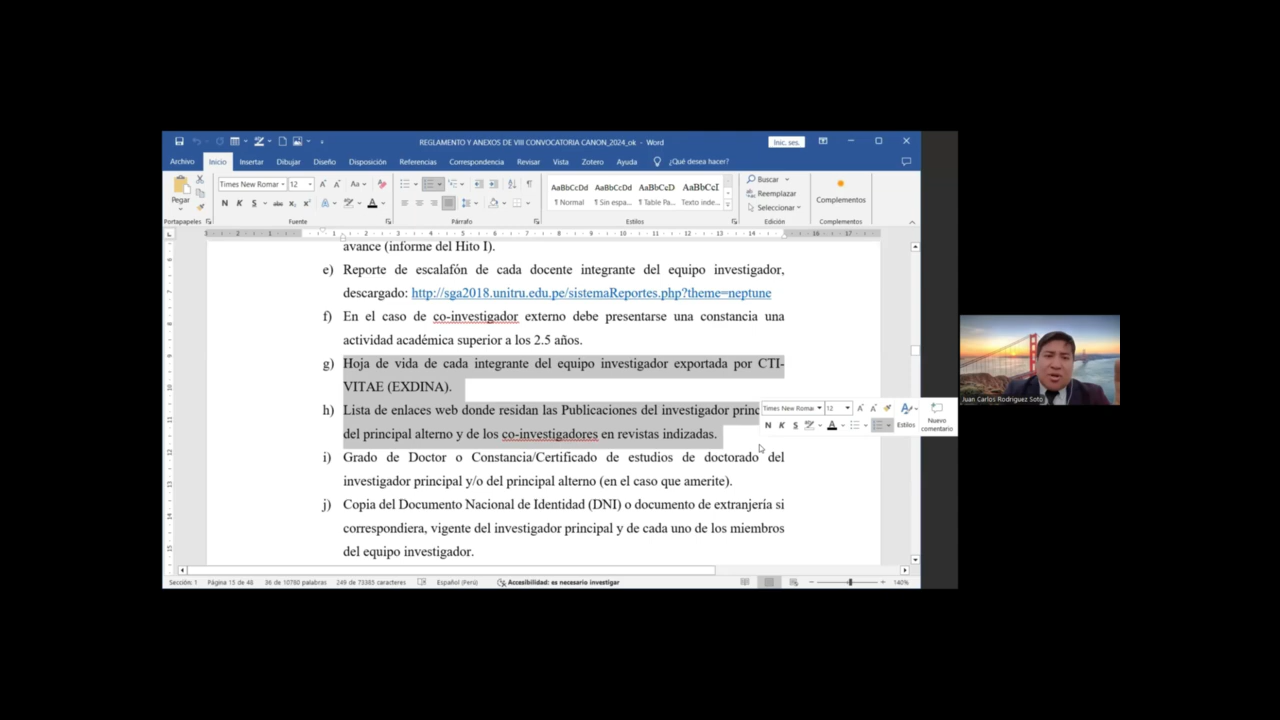 REGLAMENTO Y ANEXOS DE VIII CONVOCATORIA CANON_2024_ok - Word
Inic. ses.
Archivo Inicio Insertar Dibujar Diseño Disposición Referencias Correspondencia Revisar Vista Zotero Ayuda ¿Qué desea hacer?
Pegar
Times New Romar 12
N K S
AaBbCcDd AaBbCcDd AaBbCcD AaBbCcI
¶ Normal ¶ Sin espa... ¶ Table Pa... Texto inde...
Buscar
Reemplazar
Seleccionar
Complementos
Portapapeles Fuente Párrafo Estilos Edición Complementos
avance (informe del Hito I).
e) Reporte de escalafón de cada docente integrante del equipo investigador,
descargado: http://sga2018.unitru.edu.pe/sistemaReportes.php?theme=neptune
f) En el caso de co-investigador externo debe presentarse una constancia una
actividad académica superior a los 2.5 años.
g) Hoja de vida de cada integrante del equipo investigador exportada por CTI-
VITAE (EXDINA).
h) Lista de enlaces web donde residan las Publicaciones del investigador princ
del principal alterno y de los co-investigadores en revistas indizadas.
Times New Roma 12
N K S
Estilos
Nuevo
comentario
i) Grado de Doctor o Constancia/Certificado de estudios de doctorado del
investigador principal y/o del principal alterno (en el caso que amerite).
j) Copia del Documento Nacional de Identidad (DNI) o documento de extranjería si
correspondiera, vigente del investigador principal y de cada uno de los miembros
del equipo investigador.
Sección: 1 Página 15 de 48 36 de 10780 palabras 249 de 73385 caracteres Español (Perú) Accesibilidad: es necesario investigar 140%
Juan Carlos Rodriguez Soto